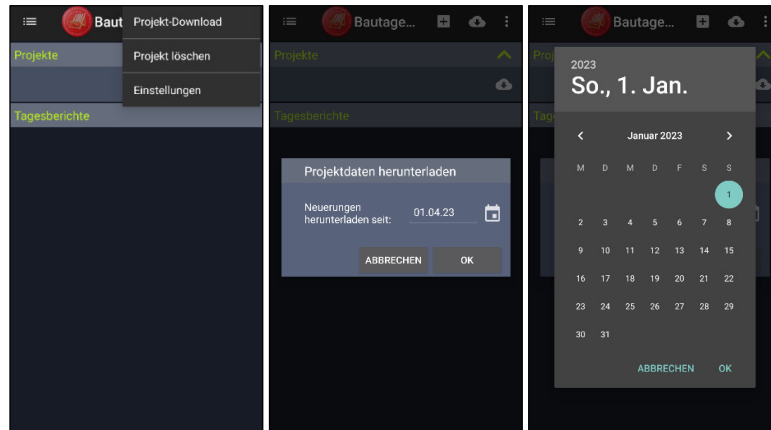 Baut
Projekt-Download
Projekt löschen
Einstellungen
Projekte
Tagesberichte
Bautage...
Projekte
Tagesberichte
Projektdaten herunterladen
Neuerungen
herunterladen seit: 01.04.23
ABBRECHEN OK
Bautage...
Proj
Tag
2023
So., 1. Jan.
Januar 2023
M D M D F S S
1
2 3 4 5 6 7 8
9 10 11 12 13 14 15
16 17 18 19 20 21 22
23 24 25 26 27 28 29
30 31
ABBRECHEN OK